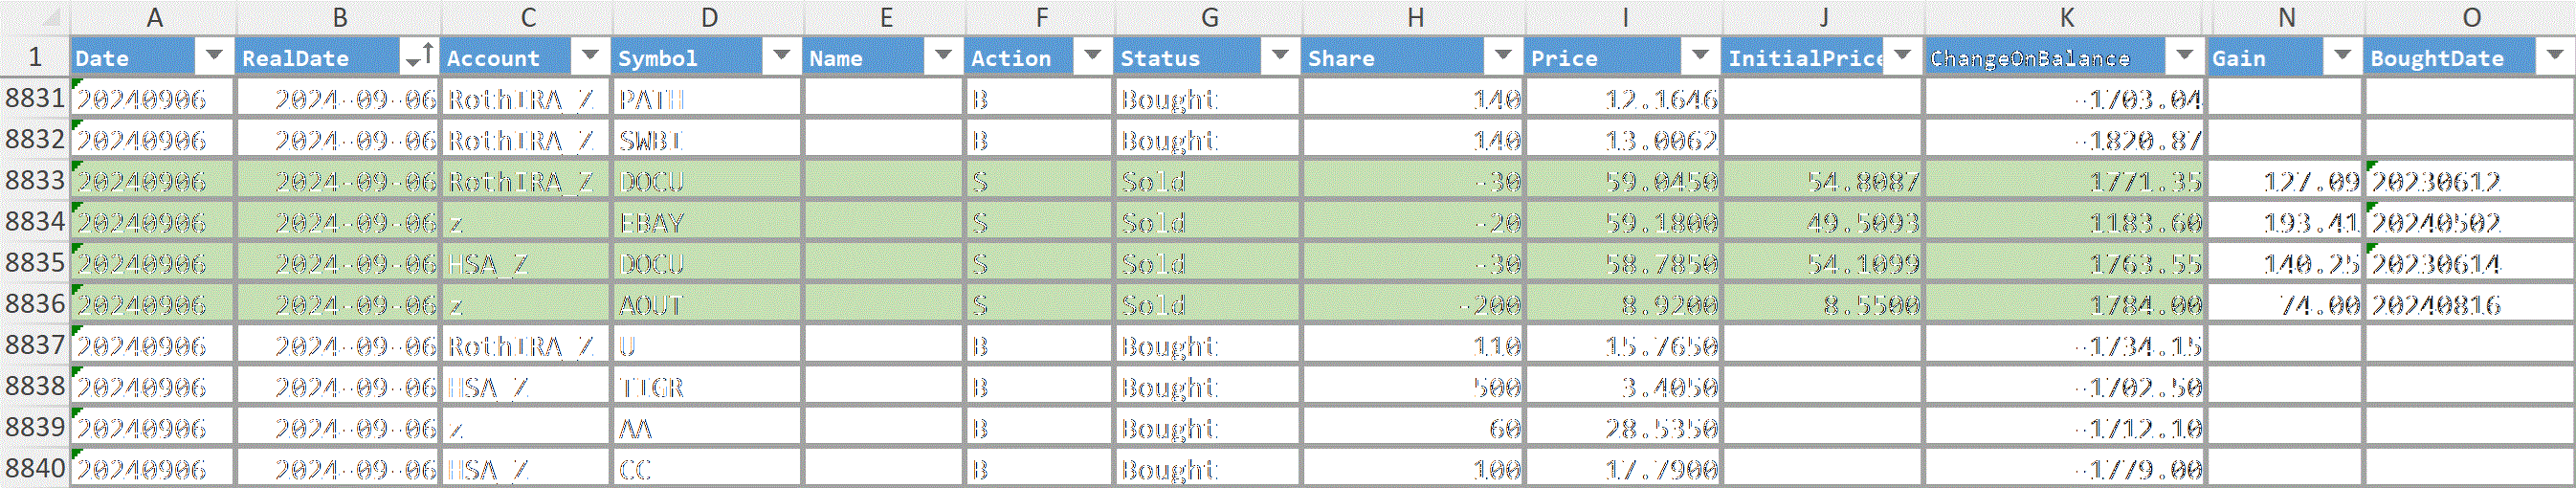 A B C D E F G H I J K N O
1 Date RealDate Account Symbol Name Action Status Share Price InitialPrice ChangeOnBalance Gain BoughtDate
8831 20240906 2024-09-06 RothIRA_Z PATH B Bought 140 12.1646 -1703.04
8832 20240906 2024-09-06 RothIRA_Z SWBI B Bought 140 13.0062 -1820.87
8833 20240906 2024-09-06 RothIRA_Z DOCU S Sold -30 59.0450 54.8087 1771.35 127.09 20230612
8834 20240906 2024-09-06 z EBAY S Sold -20 59.1800 49.5093 1183.60 193.41 20240502
8835 20240906 2024-09-06 HSA_Z DOCU S Sold -30 58.7850 54.1099 1763.55 140.25 20230614
8836 20240906 2024-09-06 z AOUT S Sold -200 8.9200 8.5500 1784.00 74.00 20240816
8837 20240906 2024-09-06 RothIRA_Z U B Bought 110 15.7650 -1734.15
8838 20240906 2024-09-06 HSA_Z TIGR B Bought 500 3.4050 -1702.50
8839 20240906 2024-09-06 z AA B Bought 60 28.5350 -1712.10
8840 20240906 2024-09-06 HSA_Z CC B Bought 100 17.7900 -1779.00